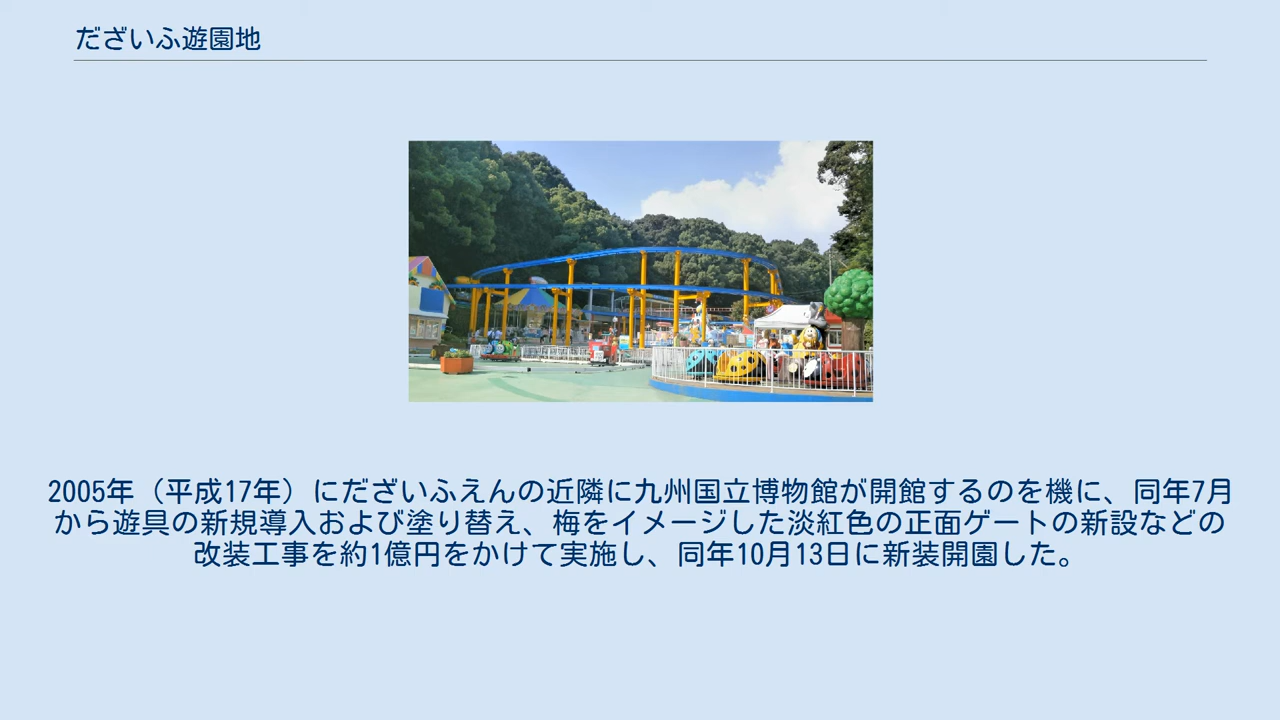 だざいふ遊園地
2005年（平成17年）にだざいふえんの近隣に九州国立博物館が開館するのを機に、同年7月
から遊具の新規導入および塗り替え、梅をイメージした淡紅色の正面ゲートの新設などの
改装工事を約1億円をかけて実施し、同年10月13日に新装開園した。